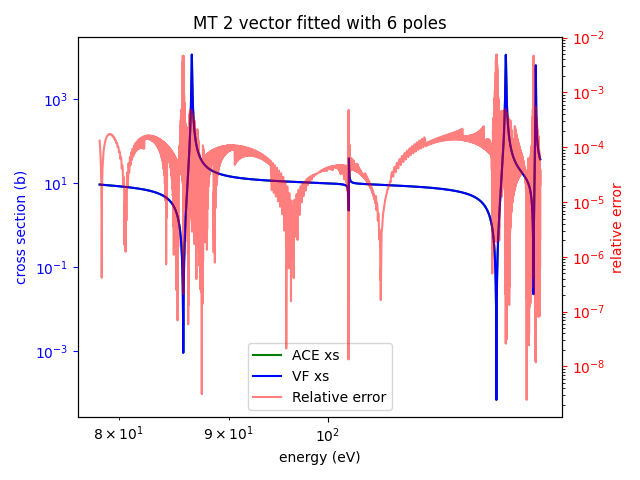 MT 2 vector fitted with 6 poles
10³
10¹
10⁻¹
10⁻³
cross section (b)
10⁻²
10⁻³
10⁻⁴
10⁻⁵
10⁻⁶
10⁻⁷
10⁻⁸
relative error
ACE xs
VF xs
Relative error
8 × 10¹
9 × 10¹
10²
energy (eV)